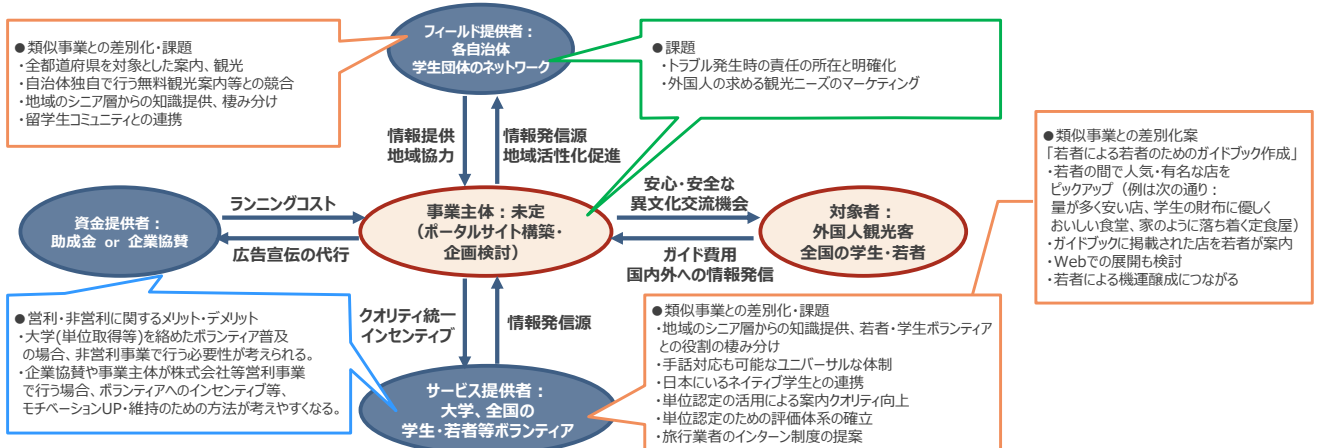 ●類似事業との差別化・課題
・全都道府県を対象とした案内、観光
・自治体独自で行う無料観光案内等との競合
・地域のシニア層からの知識提供、棲み分け
・留学生コミュニティとの連携
フィールド提供者：
各自治体
学生団体のネットワーク
●課題
・トラブル発生時の責任の所在と明確化
・外国人の求める観光ニーズのマーケティング
情報提供
地域協力
情報発信源
地域活性化促進
●類似事業との差別化案
「若者による若者のためのガイドブック作成」
・若者の間で人気・有名な店を
ピックアップ（例は次の通り：
量が多く安い店、学生の財布に優しく
おいしい食堂、家のように落ち着く定食屋）
・ガイドブックに掲載された店を若者が案内
・Webでの展開も検討
・若者による機運醸成につながる
資金提供者：
助成金 or 企業協賛
ランニングコスト
広告宣伝の代行
事業主体：未定
（ポータルサイト構築・
企画検討）
安心・安全な
異文化交流機会
ガイド費用
国内外への情報発信
対象者：
外国人観光客
全国の学生・若者
●営利・非営利に関するメリット・デメリット
・大学(単位取得等)を絡めたボランティア普及
の場合、非営利事業で行う必要性が考えられる。
・企業協賛や事業主体が株式会社等営利事業
で行う場合、ボランティアへのインセンティブ等、
モチベーションUP・維持のための方法が考えやすくなる。
クオリティ統一
インセンティブ
情報発信源
サービス提供者：
大学、全国の
学生・若者等ボランティア
●類似事業との差別化・課題
・地域のシニア層からの知識提供、若者・学生ボランティア
との役割の棲み分け
・手話対応も可能なユニバーサルな体制
・日本にいるネイティブ学生との連携
・単位認定の活用による案内クオリティ向上
・単位認定のための評価体系の確立
・旅行業者のインターン制度の提案